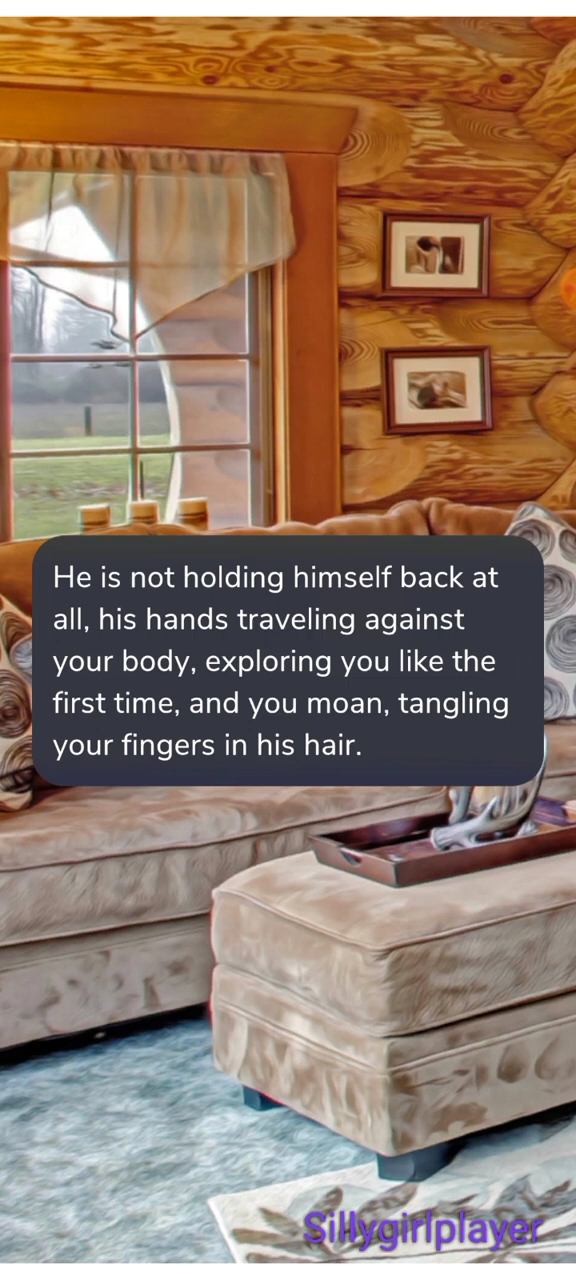 He is not holding himself back at
all, his hands traveling against
your body, exploring you like the
first time, and you moan, tangling
your fingers in his hair.
Sillygirlplayer